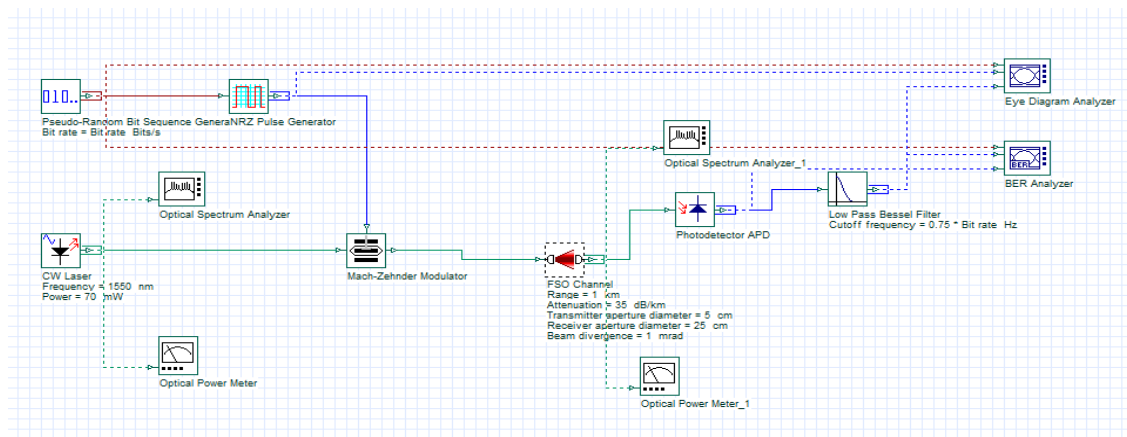 Eye Diagram Analyzer
010..
Pseudo-Random Bit Sequence Genera
NRZ Pulse Generator
Bit rate = Bit rate Bits/s
Optical Spectrum Analyzer_1
BER
BER Analyzer
Optical Spectrum Analyzer
Low Pass Bessel Filter
Cutoff frequency = 0.75 * Bit rate Hz
Photodetector APD
CW Laser
Frequency = 1550 nm
Power = 70 mW
Mach-Zehnder Modulator
FSO Channel
Range = 1 km
Attenuation = 35 dB/km
Transmitter aperture diameter = 5 cm
Receiver aperture diameter = 25 cm
Beam divergence = 1 mrad
Optical Power Meter
Optical Power Meter_1